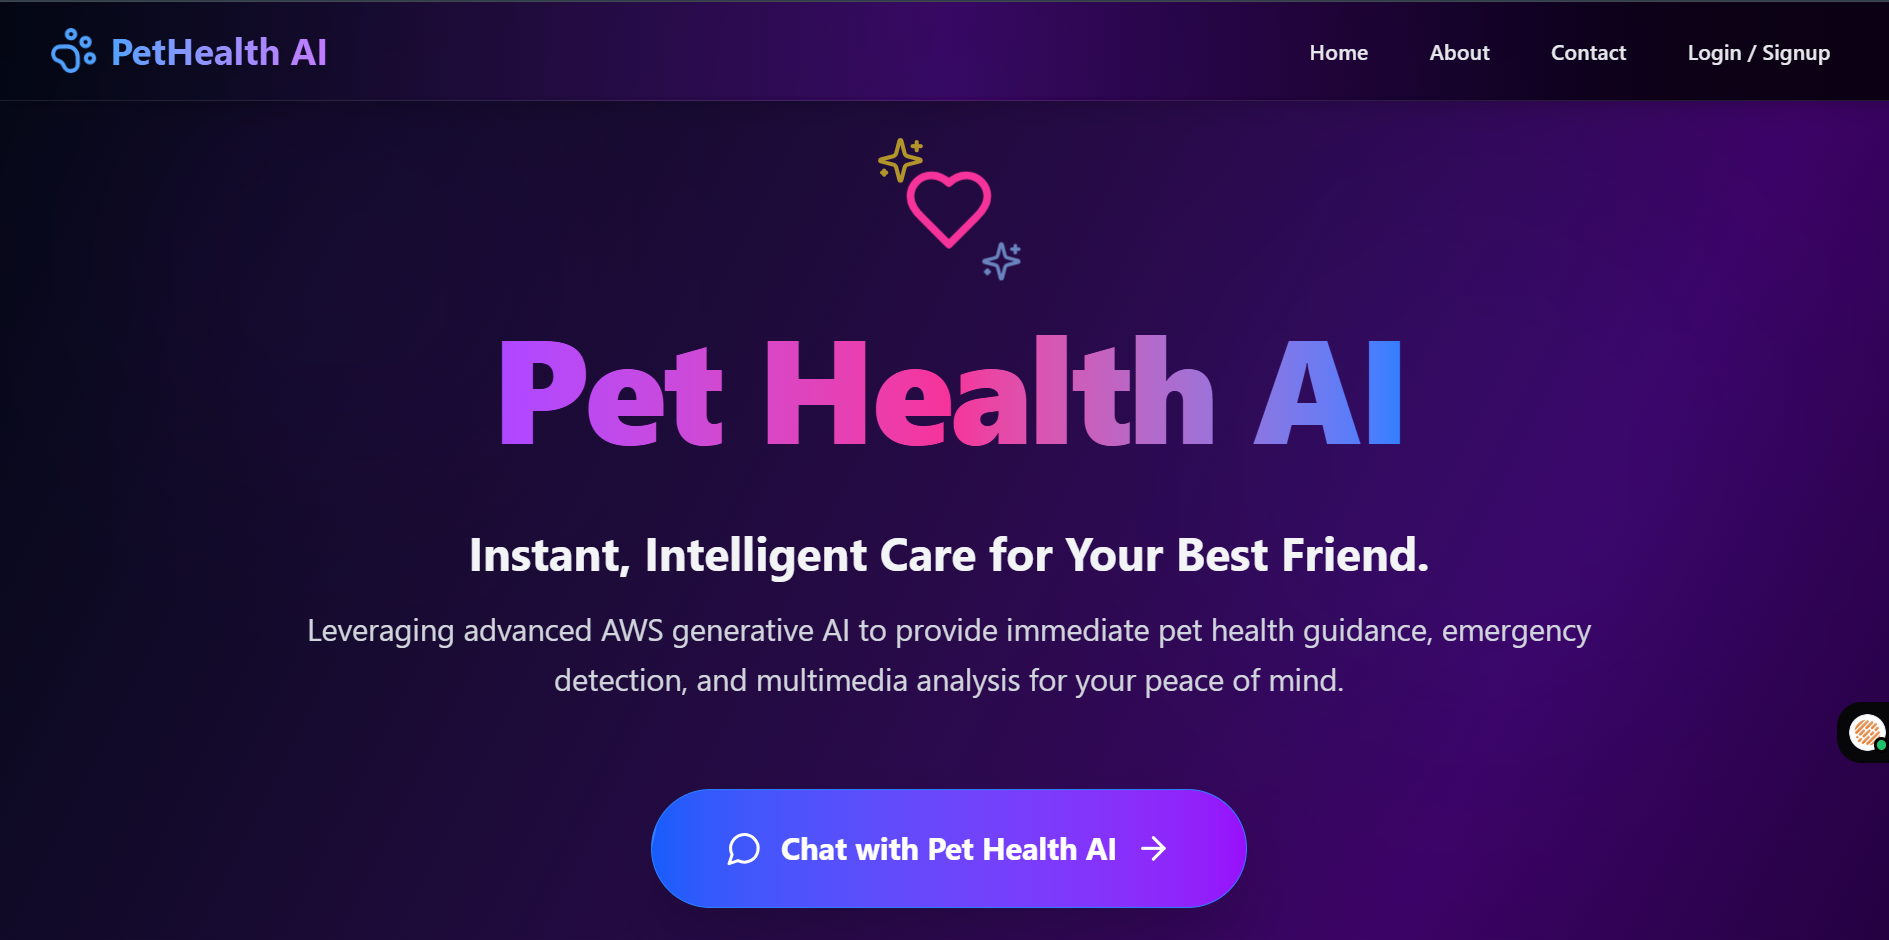 PetHealth AI
Home
About
Contact
Login / Signup
Pet Health AI
Instant, Intelligent Care for Your Best Friend.
Leveraging advanced AWS generative AI to provide immediate pet health guidance, emergency
detection, and multimedia analysis for your peace of mind.
Chat with Pet Health AI